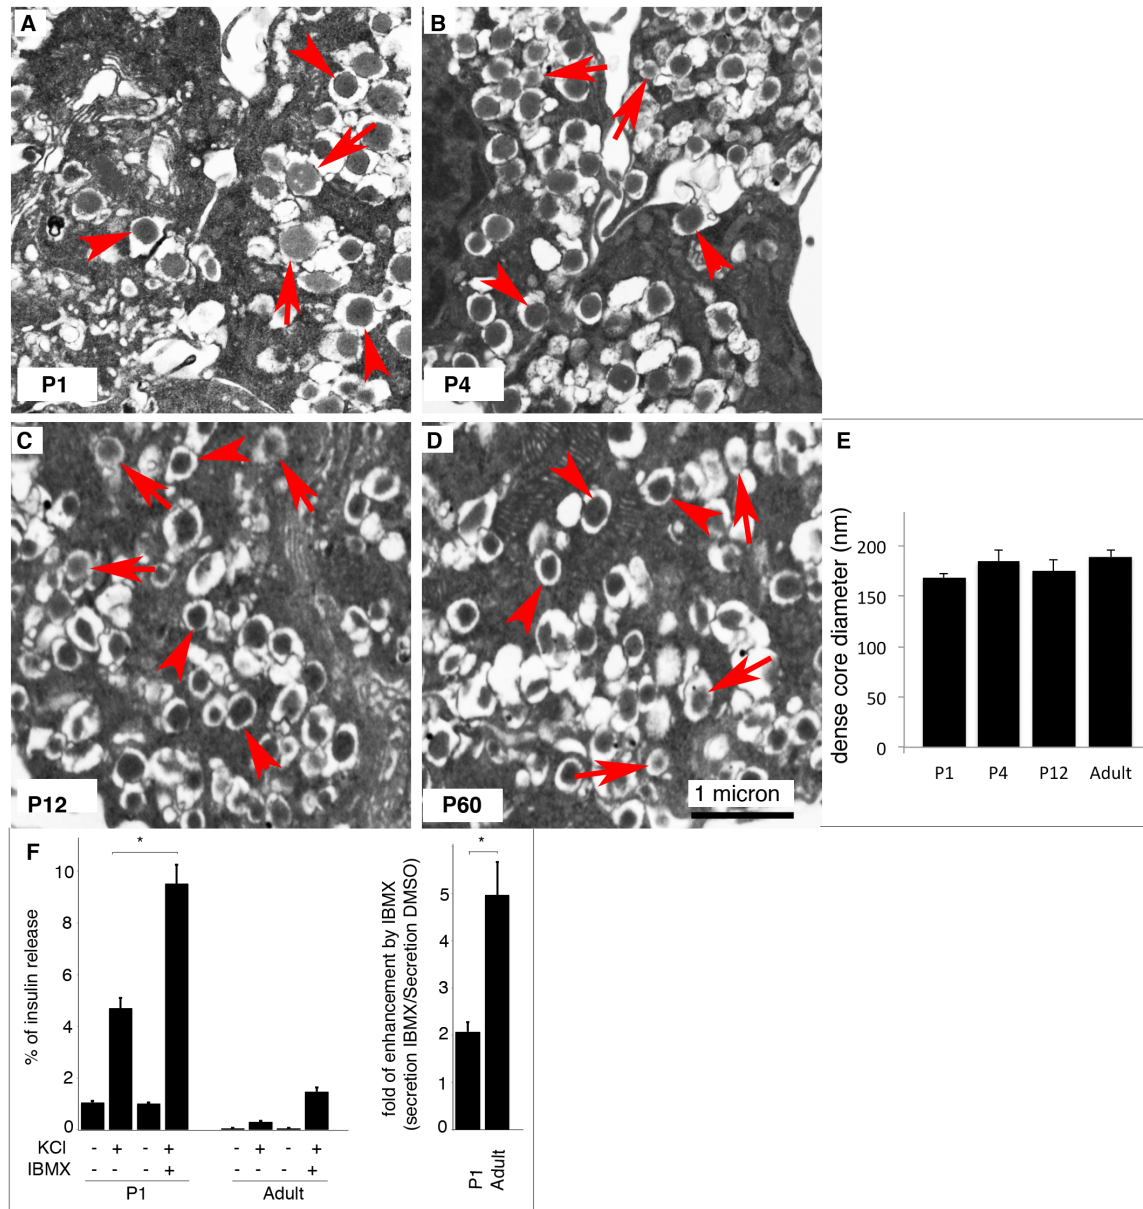 A
P1
B
P4
C
P12
D
P60
1 micron
E
dense core diameter (nm)
200
150
100
50
0
P1 P4 P12 Adult
F
% of insulin release
10
8
6
4
2
0
*
KCl - + - + - + - +
IBMX - - - + - - - +
P1 Adult
fold of enhancement by IBMX
(secretion IBMX/Secretion DMSO)
5
4
3
2
1
0
*
P1
Adult